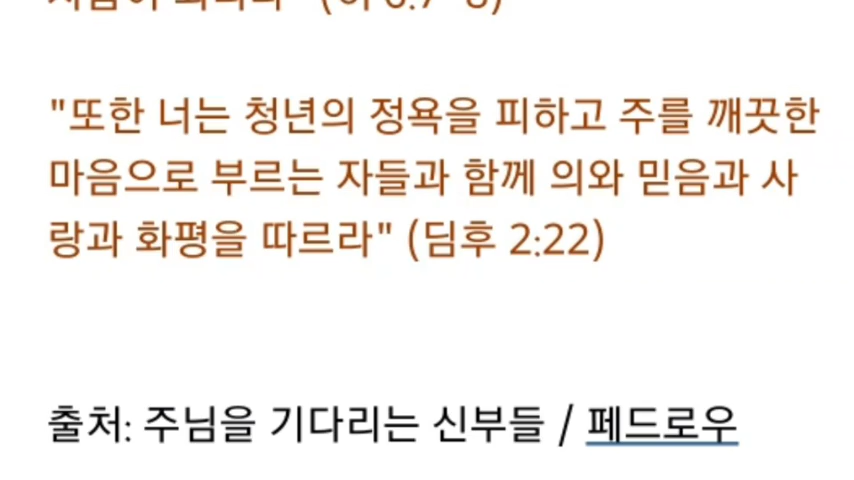 "또한 너는 청년의 정욕을 피하고 주를 깨끗한
마음으로 부르는 자들과 함께 의와 믿음과 사
랑과 화평을 따르라" (딤후 2:22)
출처: 주님을 기다리는 신부들 / 페드로우